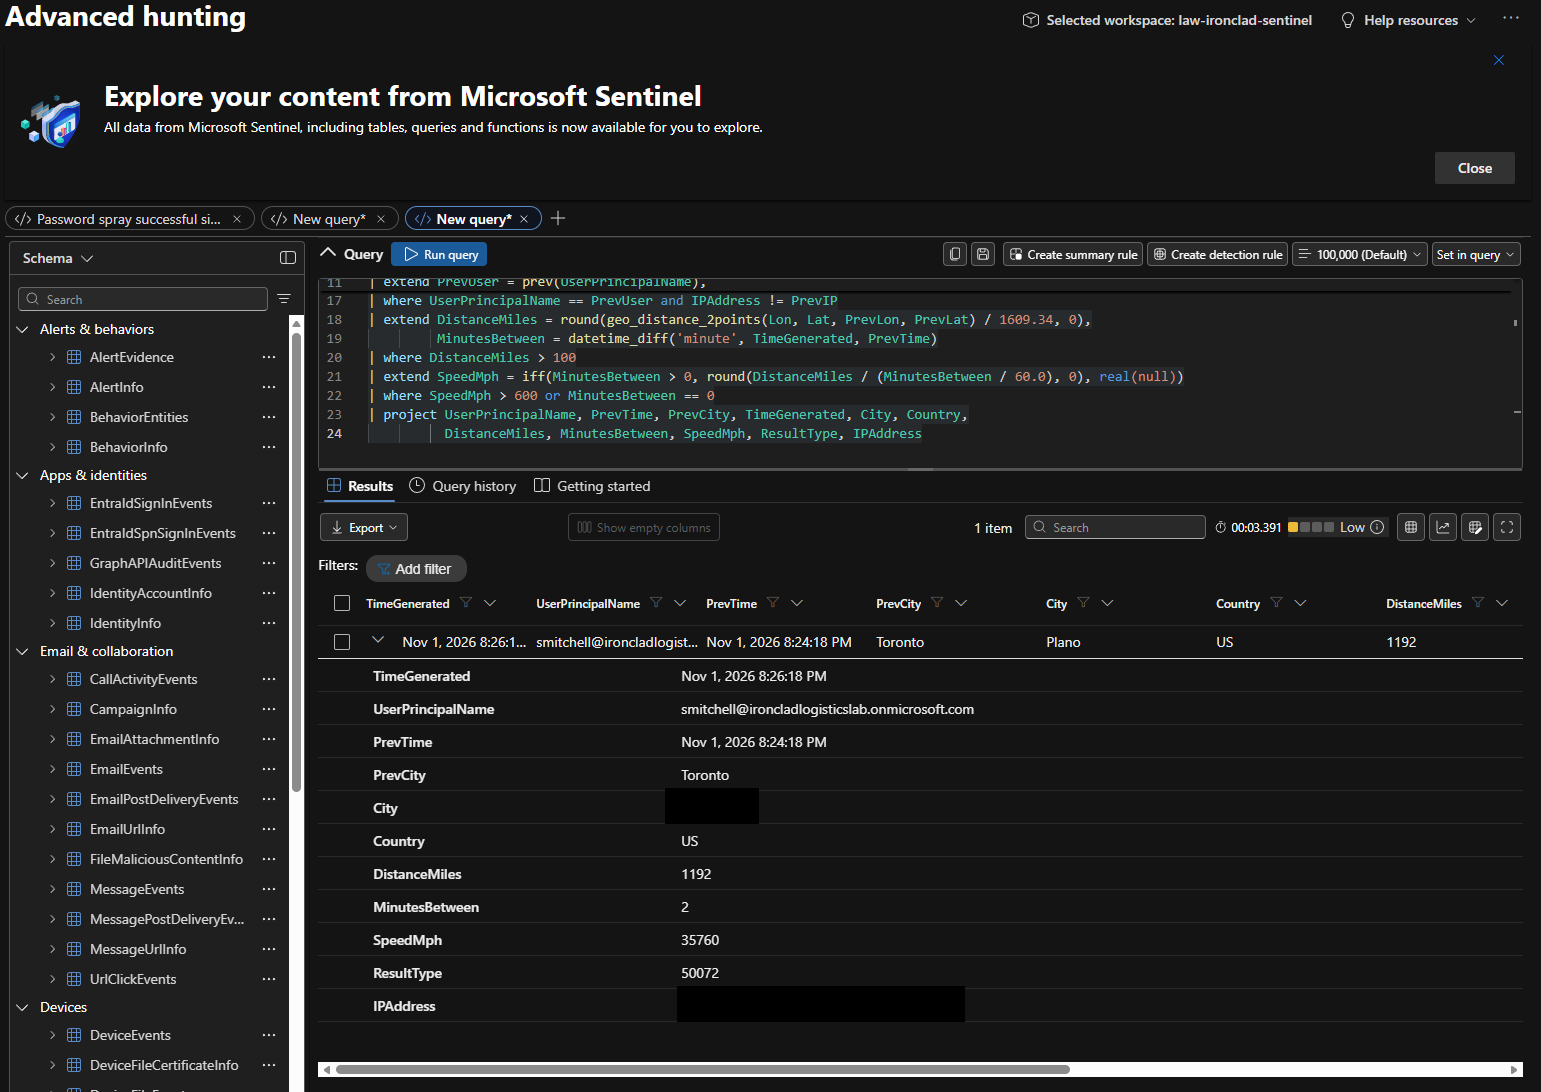 Advanced hunting
Selected workspace: law-ironclad-sentinel
Help resources
Explore your content from Microsoft Sentinel
All data from Microsoft Sentinel, including tables, queries and functions is now available for you to explore.
Close
Password spray successful si...
New query*
New query*
Schema
Query
Run query
Create summary rule
Create detection rule
100,000 (Default)
Set in query
Search
11 | extend PrevUser = prev(UserPrincipalName),
17 | where UserPrincipalName == PrevUser and IPAddress != PrevIP
18 | extend DistanceMiles = round(geo_distance_2points(Lon, Lat, PrevLon, PrevLat) / 1609.34, 0),
19 MinutesBetween = datetime_diff('minute', TimeGenerated, PrevTime)
20 | where DistanceMiles > 100
21 | extend SpeedMph = iff(MinutesBetween > 0, round(DistanceMiles / (MinutesBetween / 60.0), 0), real(null))
22 | where SpeedMph > 600 or MinutesBetween == 0
23 | project UserPrincipalName, PrevTime, PrevCity, TimeGenerated, City, Country,
24 DistanceMiles, MinutesBetween, SpeedMph, ResultType, IPAddress
Alerts & behaviors
AlertEvidence
AlertInfo
BehaviorEntities
BehaviorInfo
Apps & identities
EntraIdSignInEvents
EntraIdSpnSignInEvents
GraphAPIAuditEvents
IdentityAccountInfo
IdentityInfo
Email & collaboration
CallActivityEvents
CampaignInfo
EmailAttachmentInfo
EmailEvents
EmailPostDeliveryEvents
EmailUrlInfo
FileMaliciousContentInfo
MessageEvents
MessagePostDeliveryEv...
MessageUrlInfo
UrlClickEvents
Devices
DeviceEvents
DeviceFileCertificateInfo
Results
Query history
Getting started
Export
Show empty columns
1 item
Search
00:03.391
Low
Filters:
Add filter
TimeGenerated UserPrincipalName PrevTime PrevCity City Country DistanceMiles
Nov 1, 2026 8:26:1... smitchell@ironcladlogist... Nov 1, 2026 8:24:18 PM Toronto Plano US 1192
TimeGenerated Nov 1, 2026 8:26:18 PM
UserPrincipalName smitchell@ironcladlogisticslab.onmicrosoft.com
PrevTime Nov 1, 2026 8:24:18 PM
PrevCity Toronto
City
Country US
DistanceMiles 1192
MinutesBetween 2
SpeedMph 35760
ResultType 50072
IPAddress